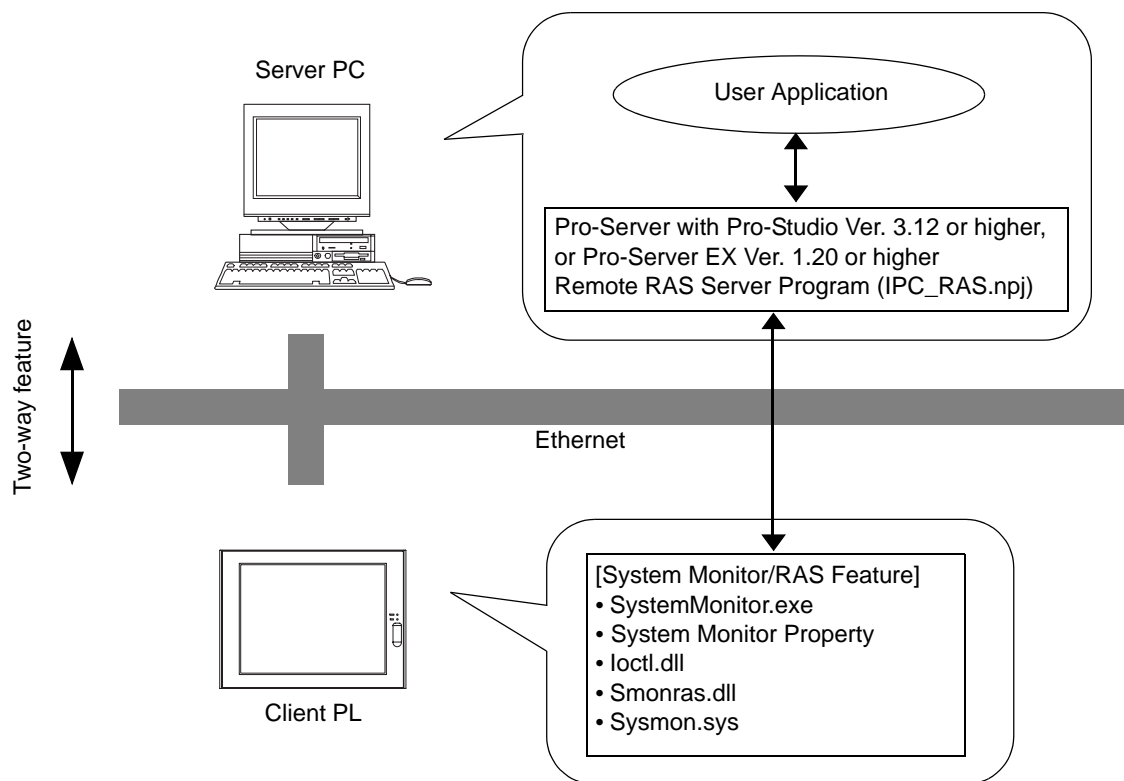 Server PC
User Application
Pro-Server with Pro-Studio Ver. 3.12 or higher,
or Pro-Server EX Ver. 1.20 or higher
Remote RAS Server Program (IPC_RAS.npj)
Two-way feature
Ethernet
[System Monitor/RAS Feature]
• SystemMonitor.exe
• System Monitor Property
• Ioctl.dll
• Smonras.dll
• Sysmon.sys
Client PL